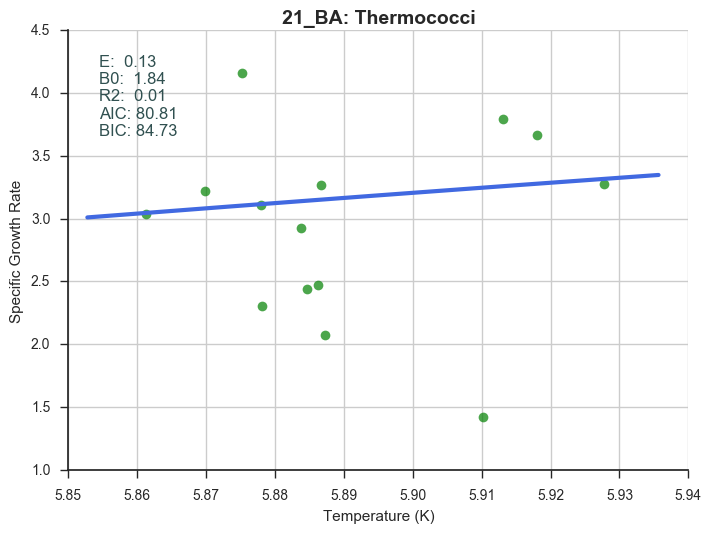 21_BA: Thermococci
E:  0.13
B0:  1.84
R2:  0.01
AIC: 80.81
BIC: 84.73
Specific Growth Rate
4.5
4.0
3.5
3.0
2.5
2.0
1.5
1.0
5.85 5.86 5.87 5.88 5.89 5.90 5.91 5.92 5.93 5.94
Temperature (K)